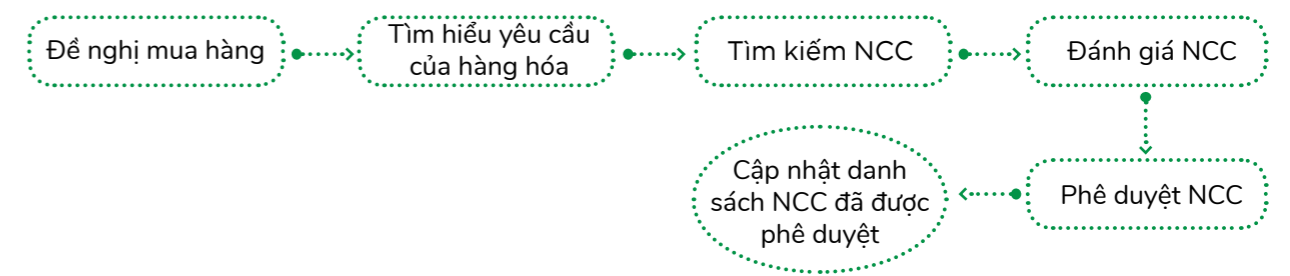 Đề nghị mua hàng
Tìm hiểu yêu cầu
của hàng hóa
Tìm kiếm NCC
Đánh giá NCC
Phê duyệt NCC
Cập nhật danh
sách NCC đã được
phê duyệt